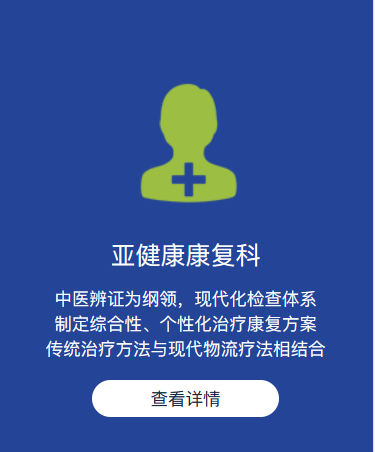 亚健康康复科
中医辨证为纲领，现代化检查体系
制定综合性、个性化治疗康复方案
传统治疗方法与现代物流疗法相结合
查看详情